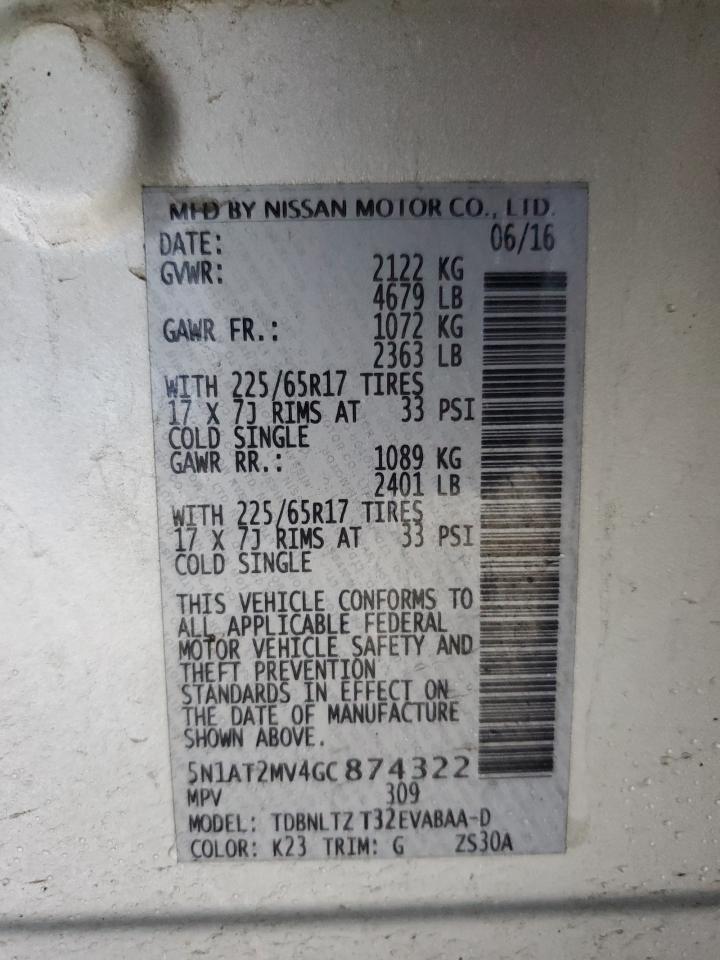 MFD BY NISSAN MOTOR CO., LTD.
DATE: 06/16
GVWR: 2122 KG
4679 LB
GAWR FR.: 1072 KG
2363 LB
WITH 225/65R17 TIRES
17 X 7J RIMS AT 33 PSI
COLD SINGLE
GAWR RR.: 1089 KG
2401 LB
WITH 225/65R17 TIRES
17 X 7J RIMS AT 33 PSI
COLD SINGLE
THIS VEHICLE CONFORMS TO
ALL APPLICABLE FEDERAL
MOTOR VEHICLE SAFETY AND
THEFT PREVENTION
STANDARDS IN EFFECT ON
THE DATE OF MANUFACTURE
SHOWN ABOVE.
5N1AT2MV4GC874322
MPV 309
MODEL: TDBNLTZ T32EVABAA-D
COLOR: K23 TRIM: G ZS30A